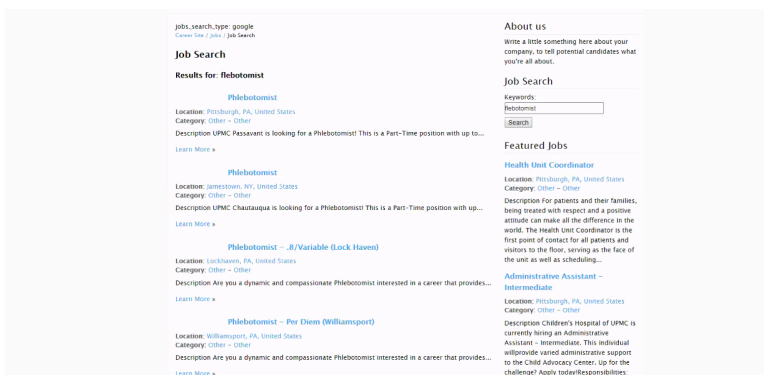 jobs_search_type: google
Career Site / Jobs / Job Search
Job Search
Results for: flebotomist
Phlebotomist
Location: Pittsburgh, PA, United States
Category: Other - Other
Description UPMC Passavant is looking for a Phlebotomist! This is a Part-Time position with up to...
Learn More »
Phlebotomist
Location: Jamestown, NY, United States
Category: Other - Other
Description UPMC Chautauqua is looking for a Phlebotomist! This is a Part-Time position with up...
Learn More »
Phlebotomist - .8/Variable (Lock Haven)
Location: Lockhaven, PA, United States
Category: Other - Other
Description Are you a dynamic and compassionate Phlebotomist interested in a career that provides...
Learn More »
Phlebotomist - Per Diem (Williamsport)
Location: Williamsport, PA, United States
Category: Other - Other
Description Are you a dynamic and compassionate Phlebotomist interested in a career that provides...
Learn More »
About us
Write a little something here about your
company, to tell potential candidates what
you're all about.
Job Search
Keywords:
flebotomist
Search
Featured Jobs
Health Unit Coordinator
Location: Pittsburgh, PA, United States
Category: Other - Other
Description For patients and their families,
being treated with respect and a positive
attitude can make all the difference in the
world. The Health Unit Coordinator is the
first point of contact for all patients and
visitors to the floor, serving as the face of
the unit as well as scheduling...
Administrative Assistant -
Intermediate
Location: Pittsburgh, PA, United States
Category: Other - Other
Description Children's Hospital of UPMC is
currently hiring an Administrative
Assistant - Intermediate. This individual
willprovide varied administrative support
to the Child Advocacy Center. Up for the
challenge? Apply today!Responsibilities: